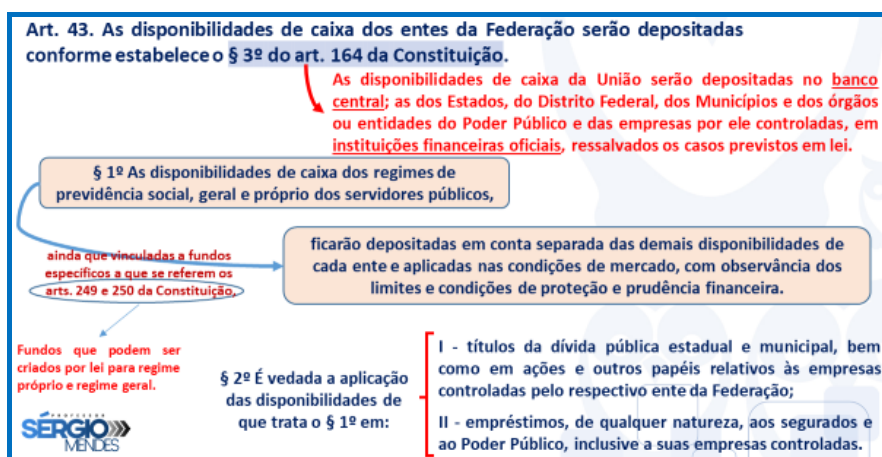 Art. 43. As disponibilidades de caixa dos entes da Federação serão depositadas
conforme estabelece o § 3º do art. 164 da Constituição.
As disponibilidades de caixa da União serão depositadas no banco
central; as dos Estados, do Distrito Federal, dos Municípios e dos órgãos
ou entidades do Poder Público e das empresas por ele controladas, em
instituições financeiras oficiais, ressalvados os casos previstos em lei.
§ 1º As disponibilidades de caixa dos regimes de
previdência social, geral e próprio dos servidores públicos,
ainda que vinculadas a fundos
específicos a que se referem os
arts. 249 e 250 da Constituição,
ficarão depositadas em conta separada das demais disponibilidades de
cada ente e aplicadas nas condições de mercado, com observância dos
limites e condições de proteção e prudência financeira.
Fundos que podem ser
criados por lei para regime
próprio e regime geral.
§ 2º É vedada a aplicação
das disponibilidades de
que trata o § 1º em:
I - títulos da dívida pública estadual e municipal, bem
como em ações e outros papéis relativos às empresas
controladas pelo respectivo ente da Federação;
II - empréstimos, de qualquer natureza, aos segurados e
ao Poder Público, inclusive a suas empresas controladas.
PROFESSOR
SÉRGIO
MENDES